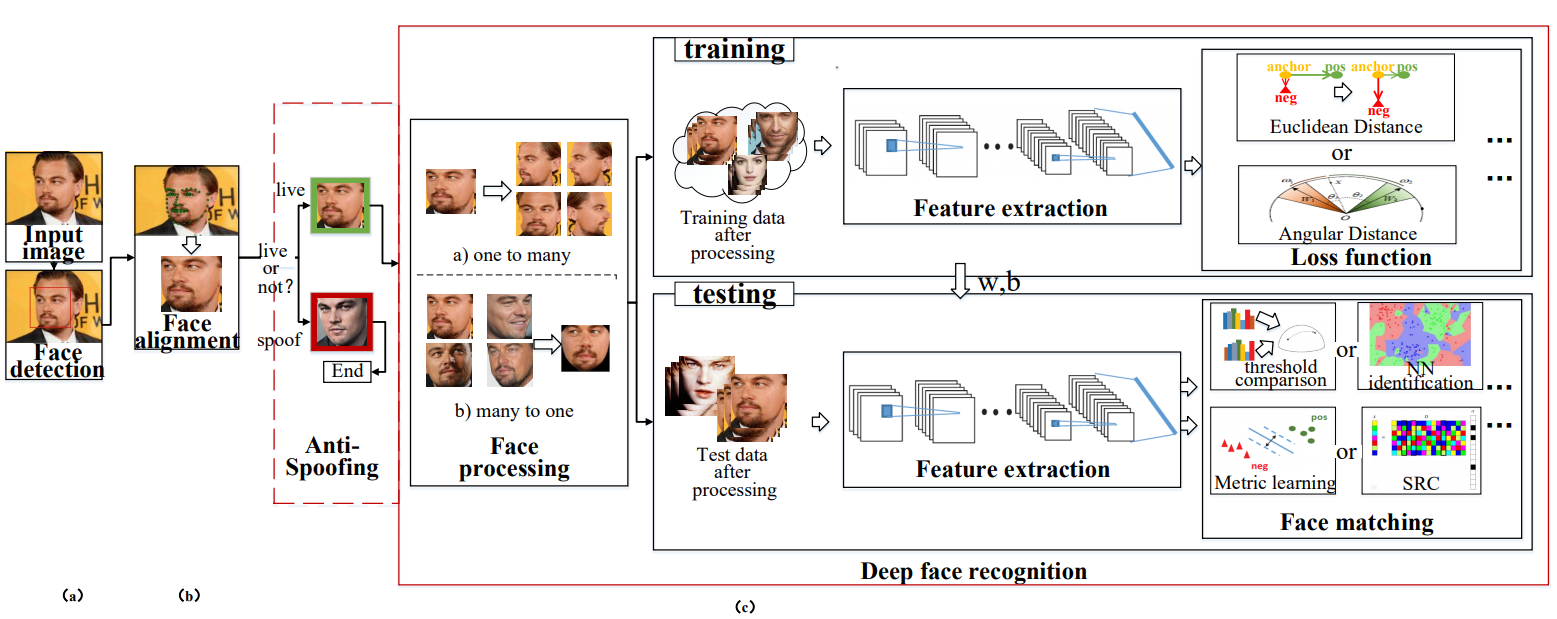 Input
image
Face
detection
Face
alignment
live
live
or
not?
spoof
End
Anti-
Spoofing
a) one to many
b) many to one
Face
processing
training
Training data
after
processing
Feature extraction
anchor
pos
neg
anchor
pos
neg
Euclidean Distance
or
Angular Distance
Loss function
...
...
w,b
testing
Test data
after
processing
Feature extraction
threshold
comparison
or
NN
identification
...
pos
neg
Metric learning
or
SRC
...
Face matching
Deep face recognition
(a)
(b)
(c)